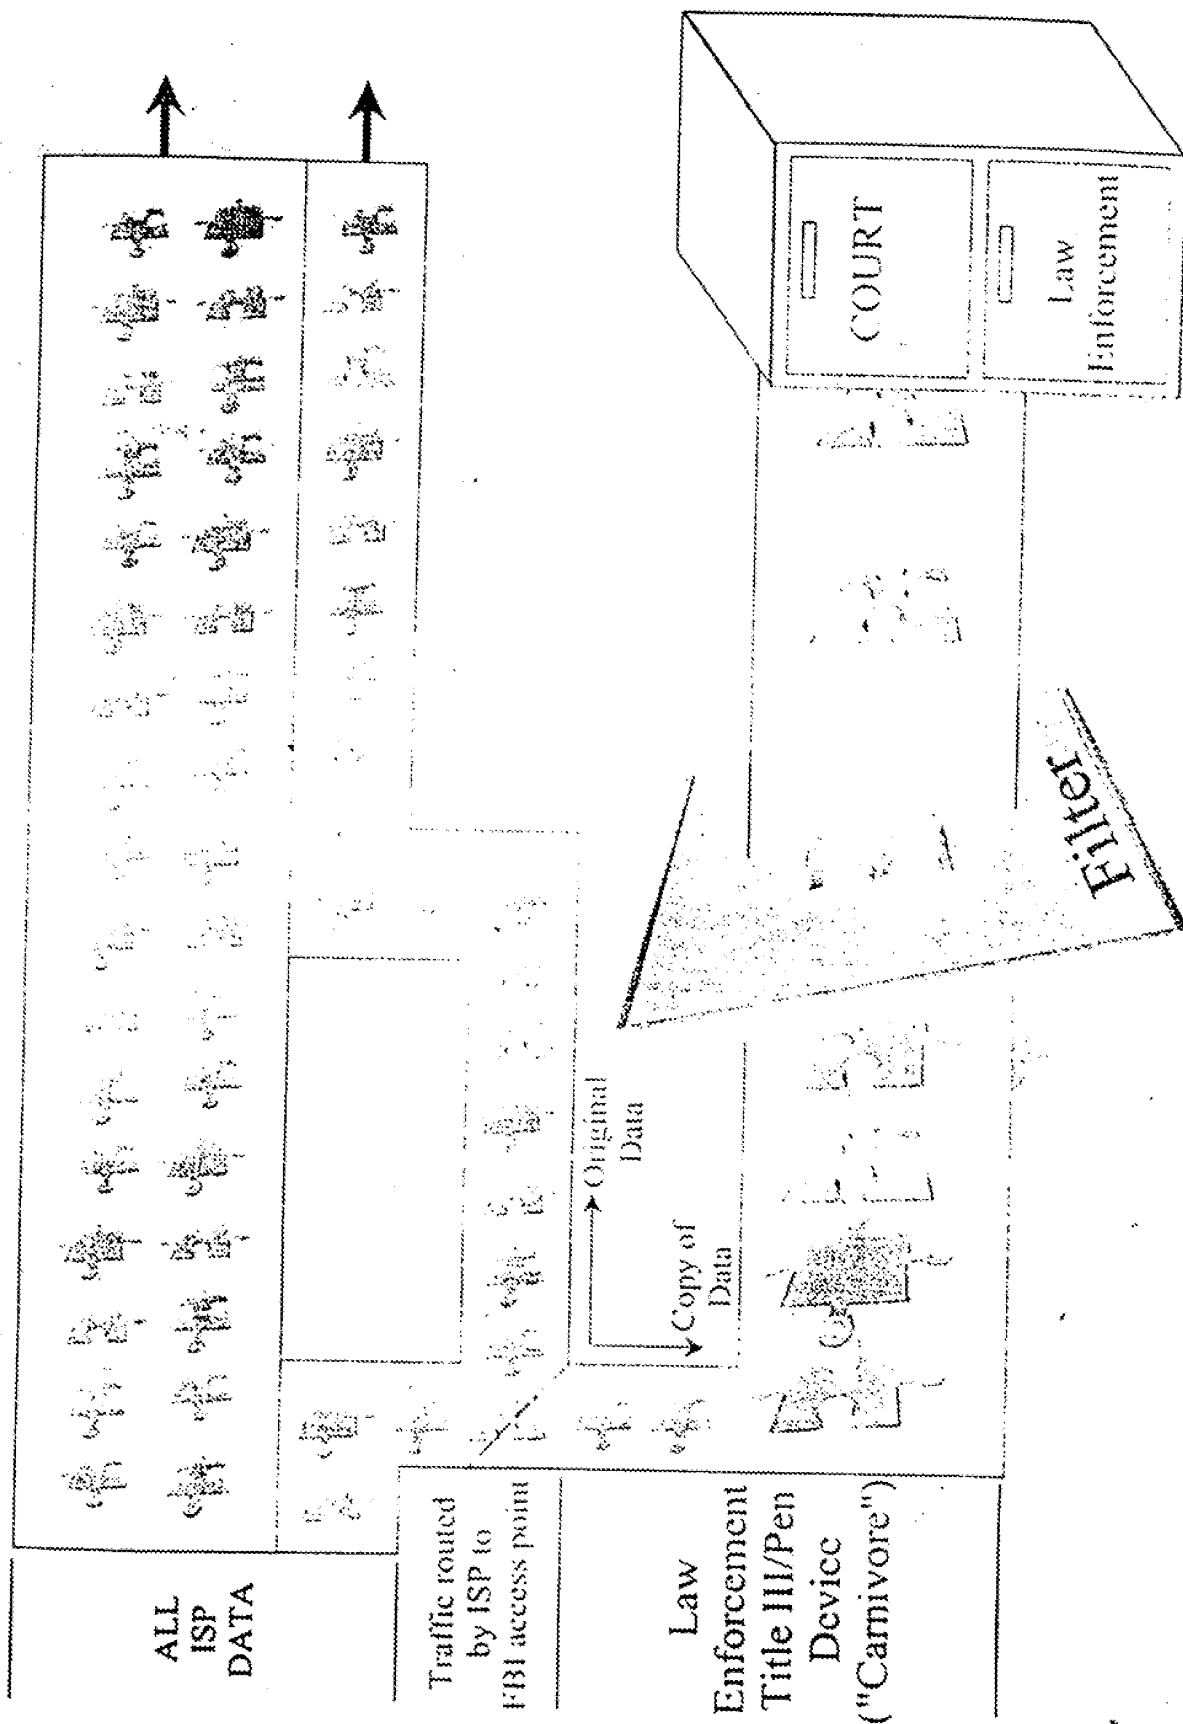 ALL
ISP
DATA
Traffic routed
by ISP to
FBI access point
Law
Enforcement
Title III/Pen
Device
("Carnivore")
Original
Data
Copy of
Data
Filter
COURT
Law
Enforcement